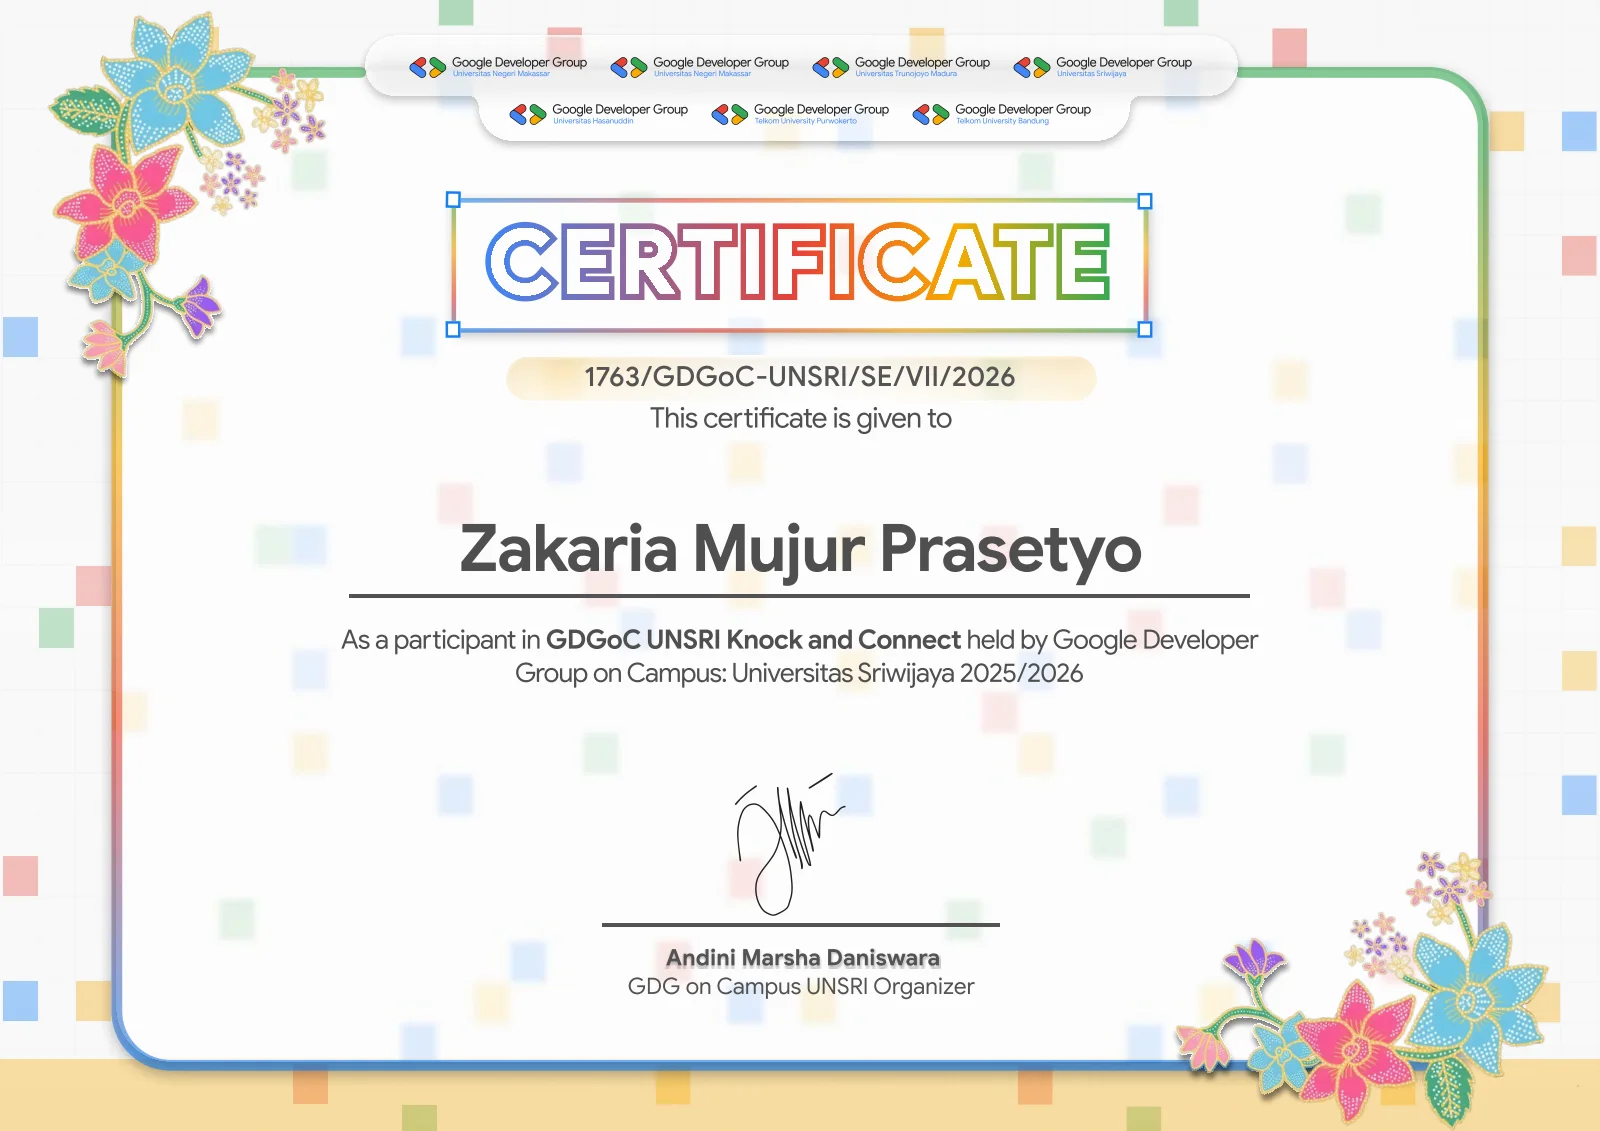 Google Developer Group
Universitas Negeri Makassar
Google Developer Group
Universitas Negeri Makassar
Google Developer Group
Universitas Trunojoyo Madura
Google Developer Group
Universitas Sriwijaya
Google Developer Group
Universitas Hasanuddin
Google Developer Group
Telkom University Purwokerto
Google Developer Group
Telkom University Bandung
CERTIFICATE
1763/GDGoC-UNSRI/SE/VII/2026
This certificate is given to
Zakaria Mujur Prasetyo
As a participant in GDGoC UNSRI Knock and Connect held by Google Developer
Group on Campus: Universitas Sriwijaya 2025/2026
Andini Marsha Daniswara
GDG on Campus UNSRI Organizer